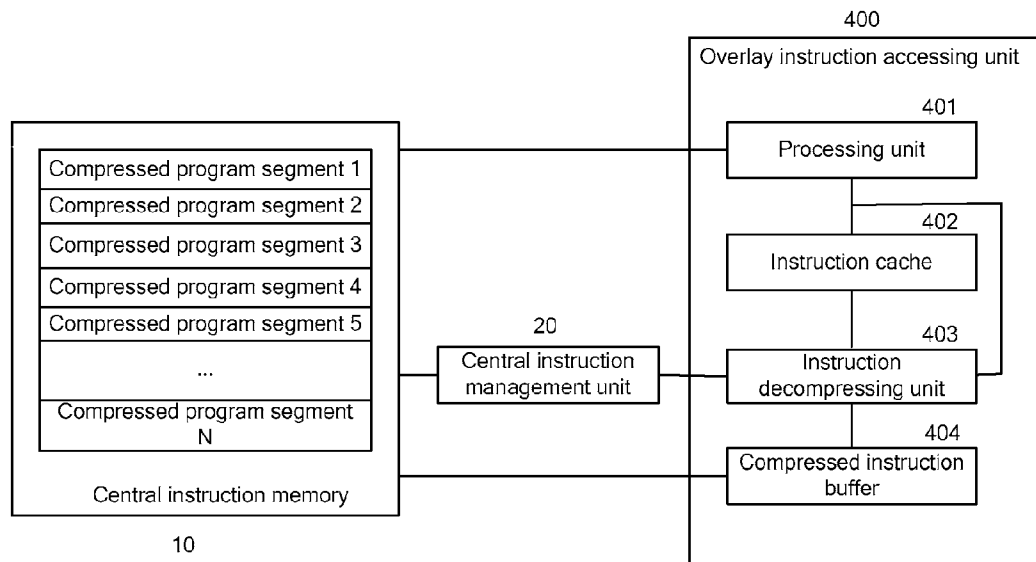 400
Overlay instruction accessing unit
401
Processing unit
Compressed program segment 1
Compressed program segment 2
Compressed program segment 3
Compressed program segment 4
Compressed program segment 5
...
Compressed program segment
N
Central instruction memory
10
20
Central instruction
management unit
402
Instruction cache
403
Instruction
decompressing unit
404
Compressed instruction
buffer